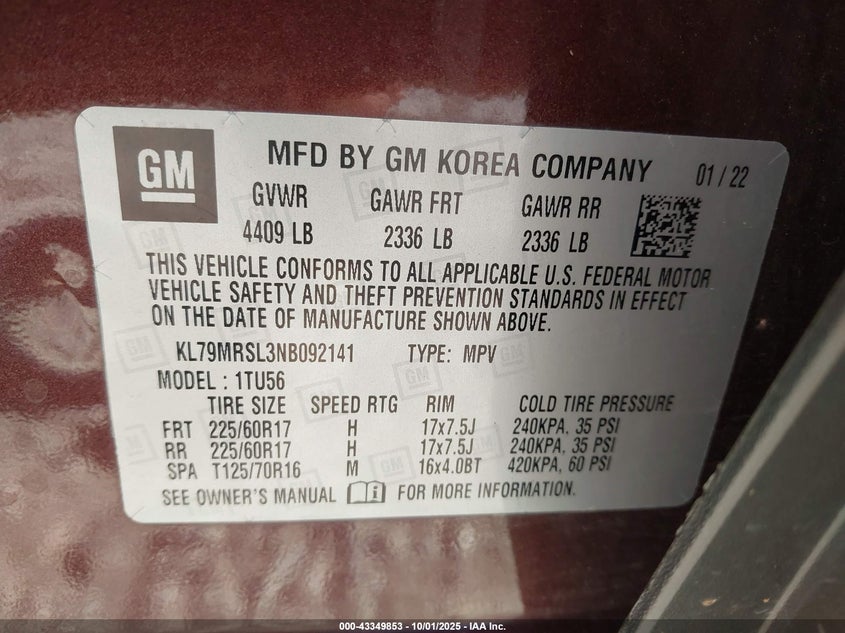 GM
MFD BY GM KOREA COMPANY 01 / 22
GVWR GAWR FRT GAWR RR
4409 LB 2336 LB 2336 LB
THIS VEHICLE CONFORMS TO ALL APPLICABLE U.S. FEDERAL MOTOR
VEHICLE SAFETY AND THEFT PREVENTION STANDARDS IN EFFECT
ON THE DATE OF MANUFACTURE SHOWN ABOVE.
KL79MRSL3NB092141 TYPE: MPV
MODEL : 1TU56
TIRE SIZE SPEED RTG RIM COLD TIRE PRESSURE
FRT 225/60R17 H 17x7.5J 240KPA, 35 PSI
RR 225/60R17 H 17x7.5J 240KPA, 35 PSI
SPA T125/70R16 M 16x4.0BT 420KPA, 60 PSI
SEE OWNER'S MANUAL FOR MORE INFORMATION.
000-43349853 - 10/01/2025 - IAA Inc.